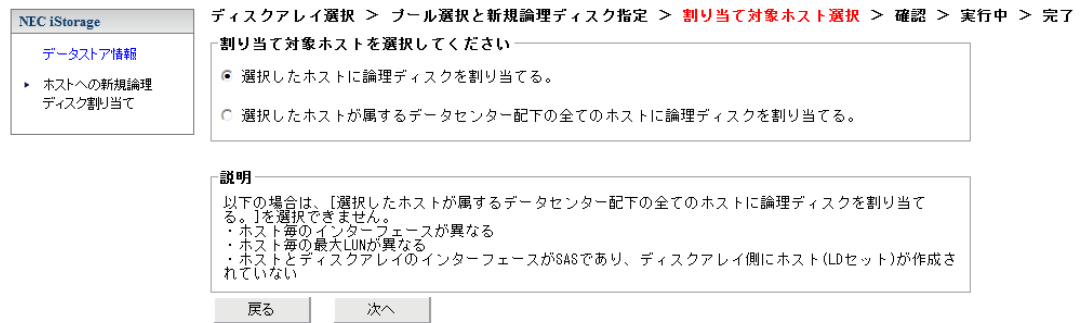 NEC iStorage
データストア情報
ホストへの新規論理
ディスク割り当て
ディスクアレイ選択 > プール選択と新規論理ディスク指定 > 割り当て対象ホスト選択 > 確認 > 実行中 > 完了
割り当て対象ホストを選択してください
選択したホストに論理ディスクを割り当てる。
選択したホストが属するデータセンター配下の全てのホストに論理ディスクを割り当てる。
説明
以下の場合は、[選択したホストが属するデータセンター配下の全てのホストに論理ディスクを割り当て
る。]を選択できません。
・ホスト毎のインターフェースが異なる
・ホスト毎の最大LUNが異なる
・ホストとディスクアレイのインターフェースがSASであり、ディスクアレイ側にホスト(LDセット)が作成さ
れていない
戻る
次へ